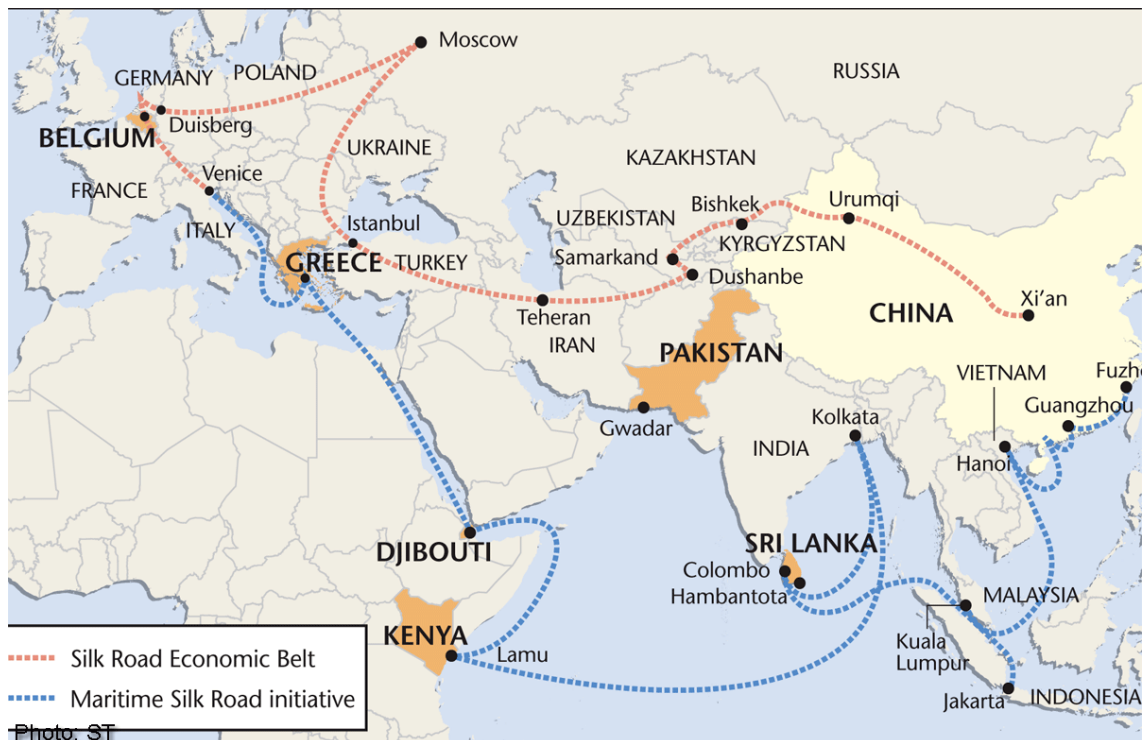 Moscow
RUSSIA
GERMANY
POLAND
Duisberg
BELGIUM
UKRAINE
KAZAKHSTAN
FRANCE
Venice
Bishkek
Urumqi
ITALY
Istanbul
UZBEKISTAN
KYRGYZSTAN
GREECE
TURKEY
Samarkand
Dushanbe
Teheran
IRAN
CHINA
Xi'an
PAKISTAN
VIETNAM
Fuzho
Gwadar
Kolkata
Guangzhou
INDIA
Hanoi
DJIBOUTI
SRI LANKA
Colombo
Hambantota
MALAYSIA
KENYA
Lamu
Kuala
Lumpur
Jakarta
INDONESIA
Silk Road Economic Belt
Maritime Silk Road initiative
Photo: ST